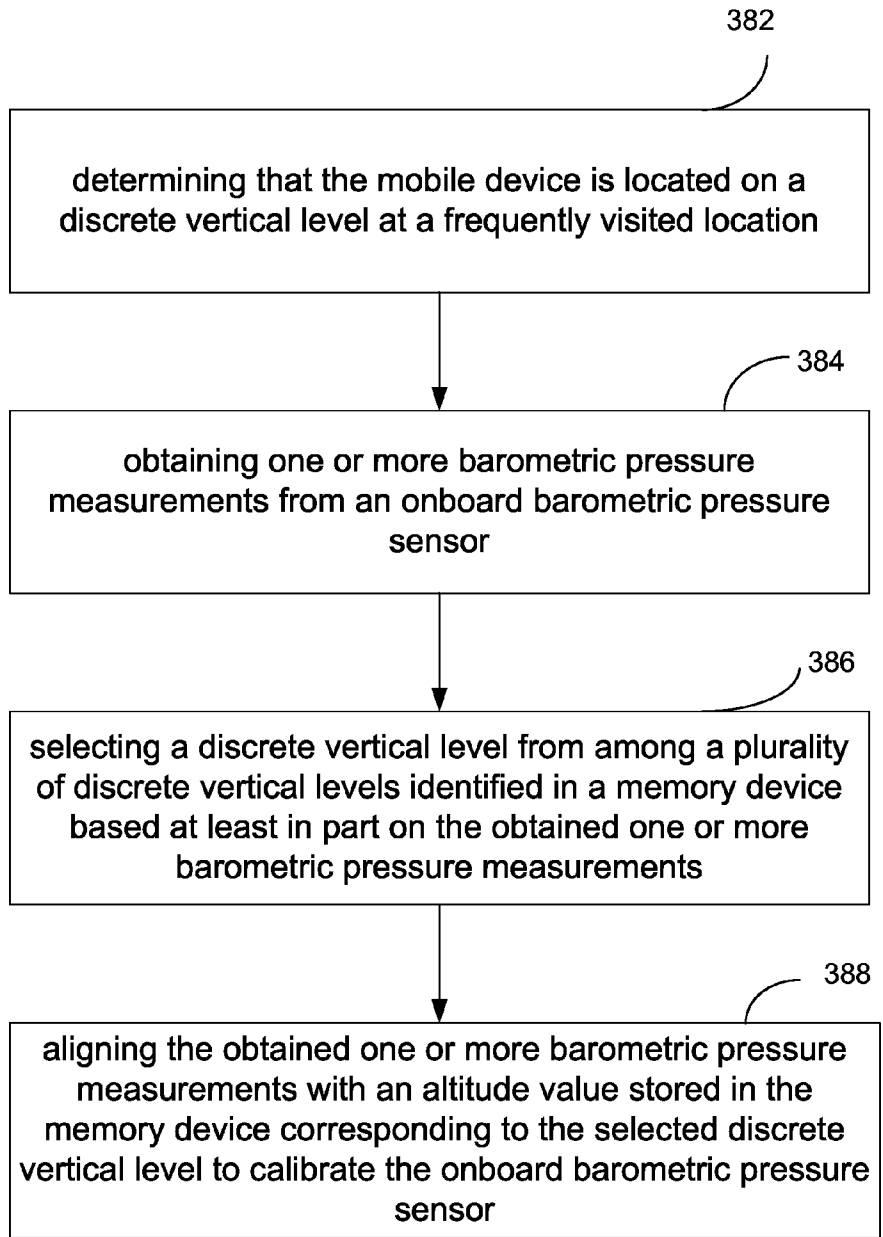 382
determining that the mobile device is located on a
discrete vertical level at a frequently visited location
384
obtaining one or more barometric pressure
measurements from an onboard barometric pressure
sensor
386
selecting a discrete vertical level from among a plurality
of discrete vertical levels identified in a memory device
based at least in part on the obtained one or more
barometric pressure measurements
388
aligning the obtained one or more barometric pressure
measurements with an altitude value stored in the
memory device corresponding to the selected discrete
vertical level to calibrate the onboard barometric pressure
sensor